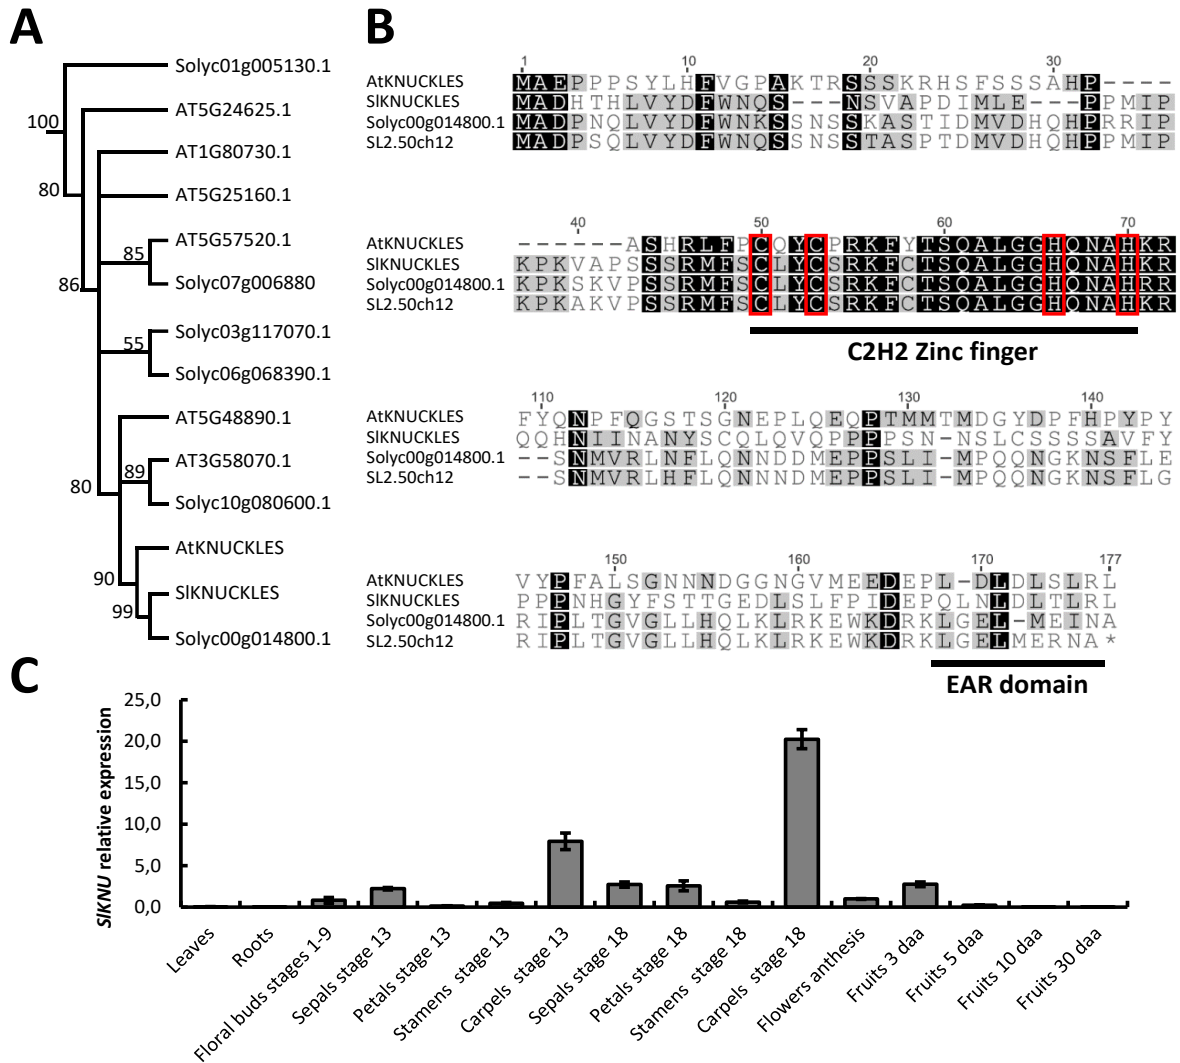 A
Solyc01g005130.1
AT5G24625.1
AT1G80730.1
AT5G25160.1
AT5G57520.1
Solyc07g006880
Solyc03g117070.1
Solyc06g068390.1
AT5G48890.1
AT3G58070.1
Solyc10g080600.1
AtKNUCKLES
SlKNUCKLES
Solyc00g014800.1
100
80
86
85
55
80
89
90
99
B
1 10 20 30
AtKNUCKLES MAEPPPSYLHFVGPAKTRSSSKRHSFSSSAHP----
SlKNUCKLES MADHTHLVYDFWNQS---NSVAPDIMLE---PPMIP
Solyc00g014800.1 MADPNQLVYDFWNKSSNSSKASTIDMVDHQHPRRIP
SL2.50ch12 MADPSQLVYDFWNQSSNSSTASPTDMVDHQHPPMIP
40 50 60 70
AtKNUCKLES ------ASHRLFPCQYCPRKFYTSQALGGHQNAHKR
SlKNUCKLES KPKVAPSSSRMFSCLYCSRKFCTSQALGGHQNAHKR
Solyc00g014800.1 KPKSKVPSSRMFSCLYCSRKFCTSQALGGHQNAHRR
SL2.50ch12 KPKAKVPSSRMFSCLYCSRKFCTSQALGGHQNAHKR
C2H2 Zinc finger
110 120 130 140
AtKNUCKLES FYQNPFQGSTSGNEPLQEQPTMMTMDGYDPFHPYPY
SlKNUCKLES QQHNIINANYSCQLQVQPPPPSN-NSLCSSSSAVFY
Solyc00g014800.1 --SNMVRLNFLQNNDDMEPPSLI-MPQQNGKNSFLE
SL2.50ch12 --SNMVRLHFLQNNNDMEPPSLI-MPQQNGKNSFLG
150 160 170 177
AtKNUCKLES VYPFALSGNNNDGGNGVMEEDEPL-DLDLSLRL
SlKNUCKLES PPPNHGYFSTTGEDLSLFPIDEPQLNLDLTLRL
Solyc00g014800.1 RIPLTGVGLLHQLKLRKEWKDRKLGEL-MEINA
SL2.50ch12 RIPLTGVGLLHQLKLRKEWKDRKLGELMERNA*
EAR domain
C
SlKNU relative expression
25,0
20,0
15,0
10,0
5,0
0,0
Leaves
Roots
Floral buds stages 1-9
Sepals stage 13
Petals stage 13
Stamens stage 13
Carpels stage 13
Sepals stage 18
Petals stage 18
Stamens stage 18
Carpels stage 18
Flowers anthesis
Fruits 3 daa
Fruits 5 daa
Fruits 10 daa
Fruits 30 daa